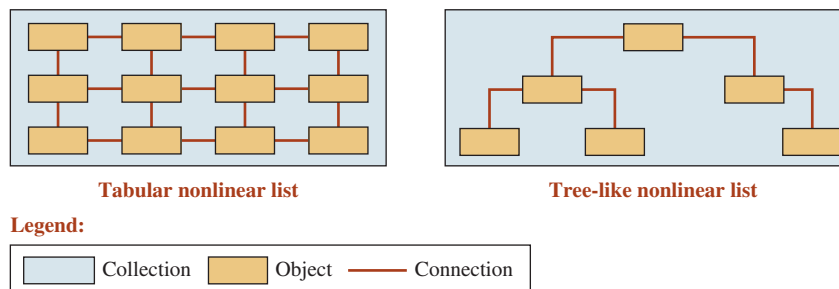 Tabular nonlinear list
Tree-like nonlinear list
Legend:
Collection
Object
Connection